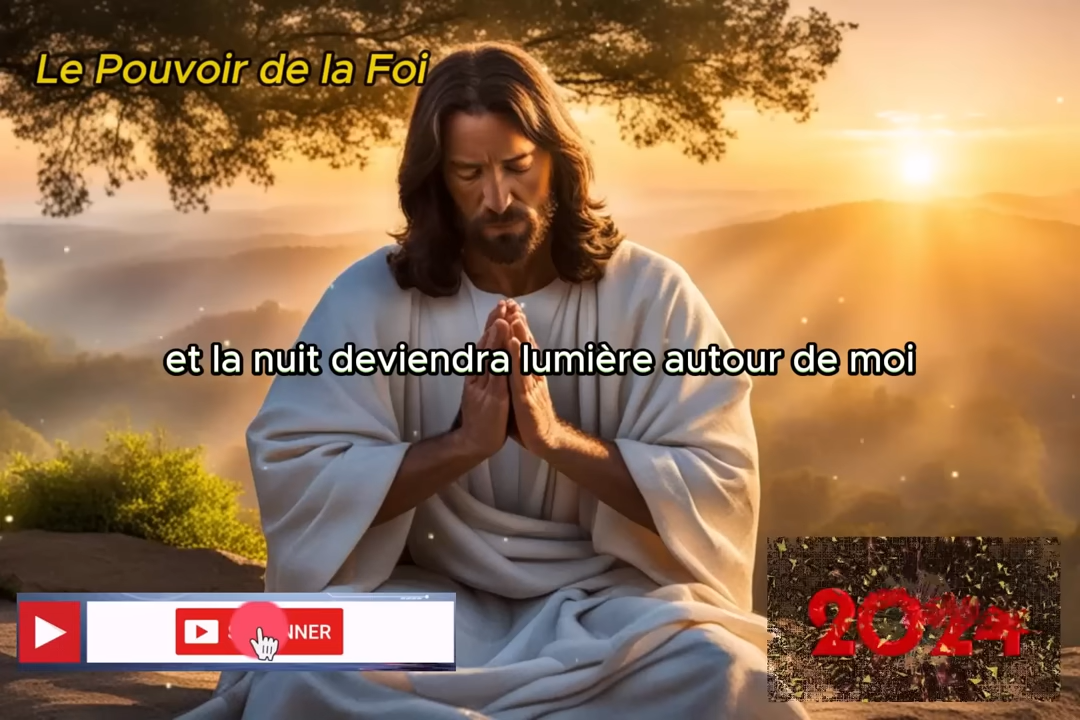 Le Pouvoir de la Foi
et la nuit deviendra lumière autour de moi
2024